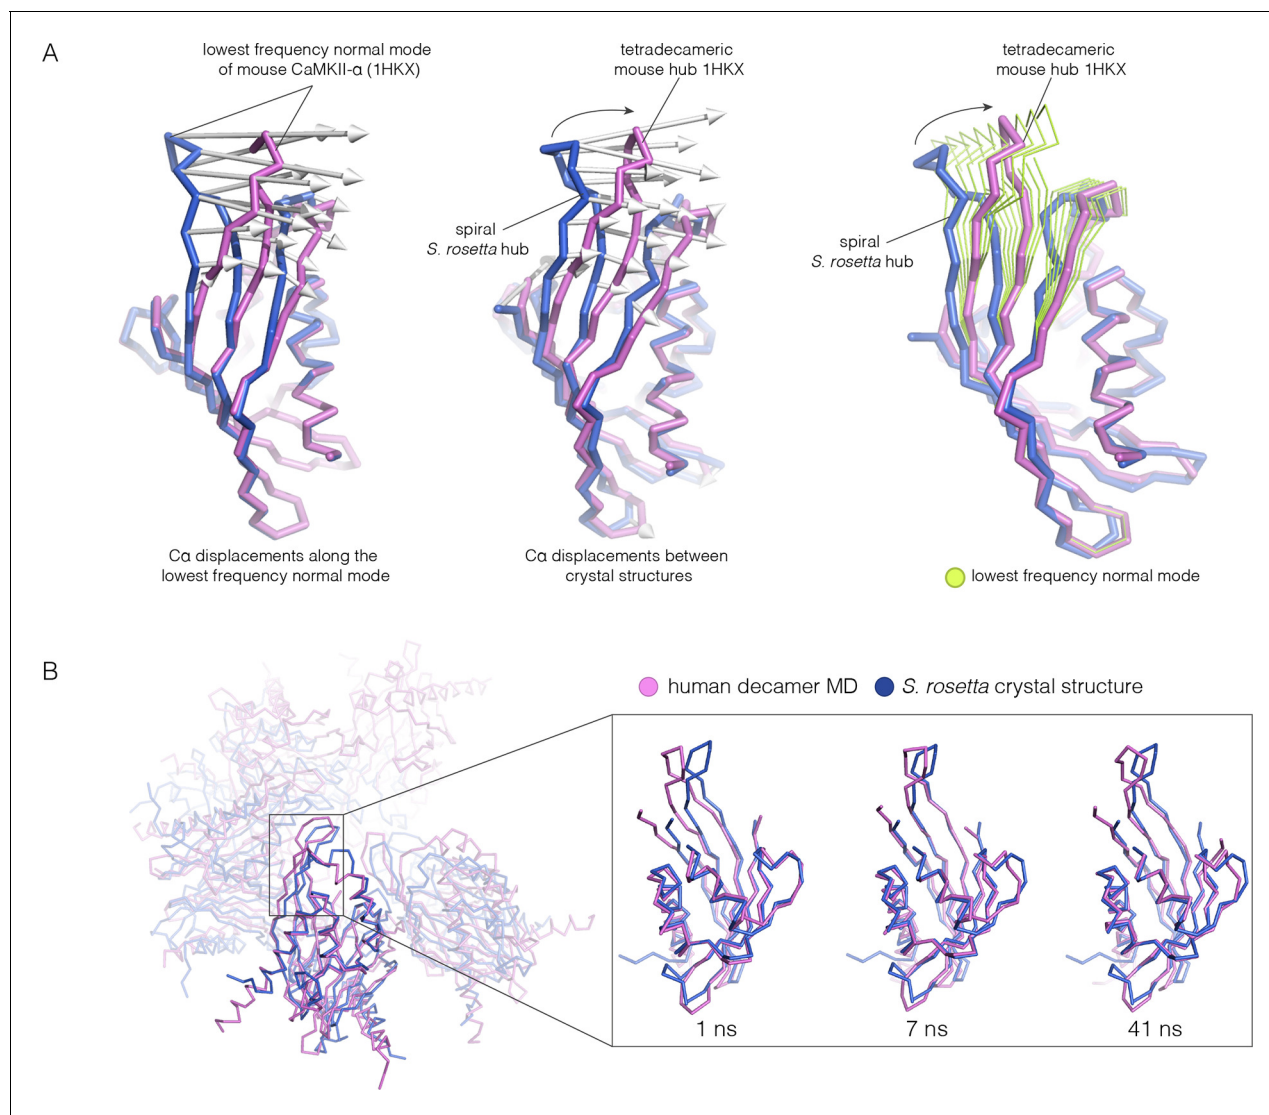 A
lowest frequency normal mode
of mouse CaMKII-α (1HKX)
tetradecameric
mouse hub 1HKX
tetradecameric
mouse hub 1HKX
spiral
S. rosetta hub
spiral
S. rosetta hub
Cα displacements along the
lowest frequency normal mode
Cα displacements between
crystal structures
lowest frequency normal mode
B
human decamer MD
S. rosetta crystal structure
1 ns
7 ns
41 ns